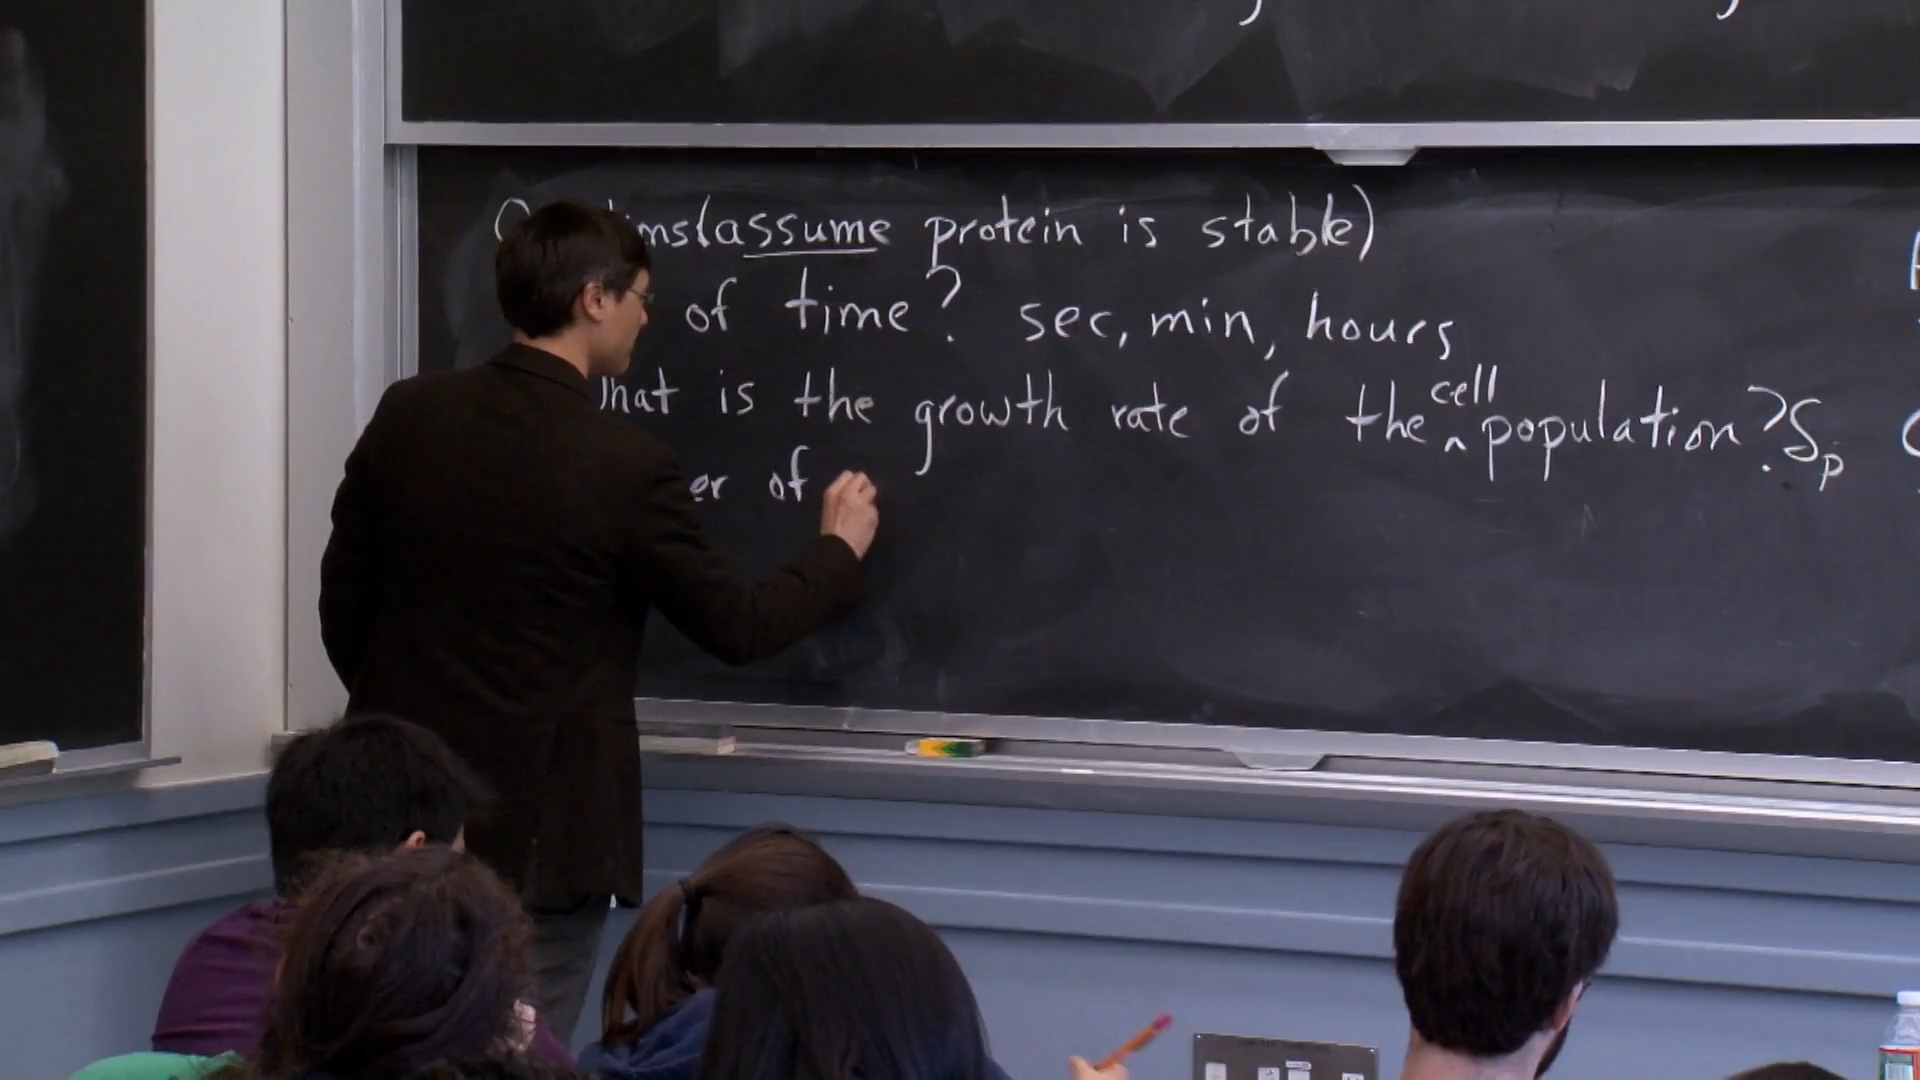 (assume protein is stable)
of time? sec, min, hours
hat is the growth rate of the cell population? Sp
er of